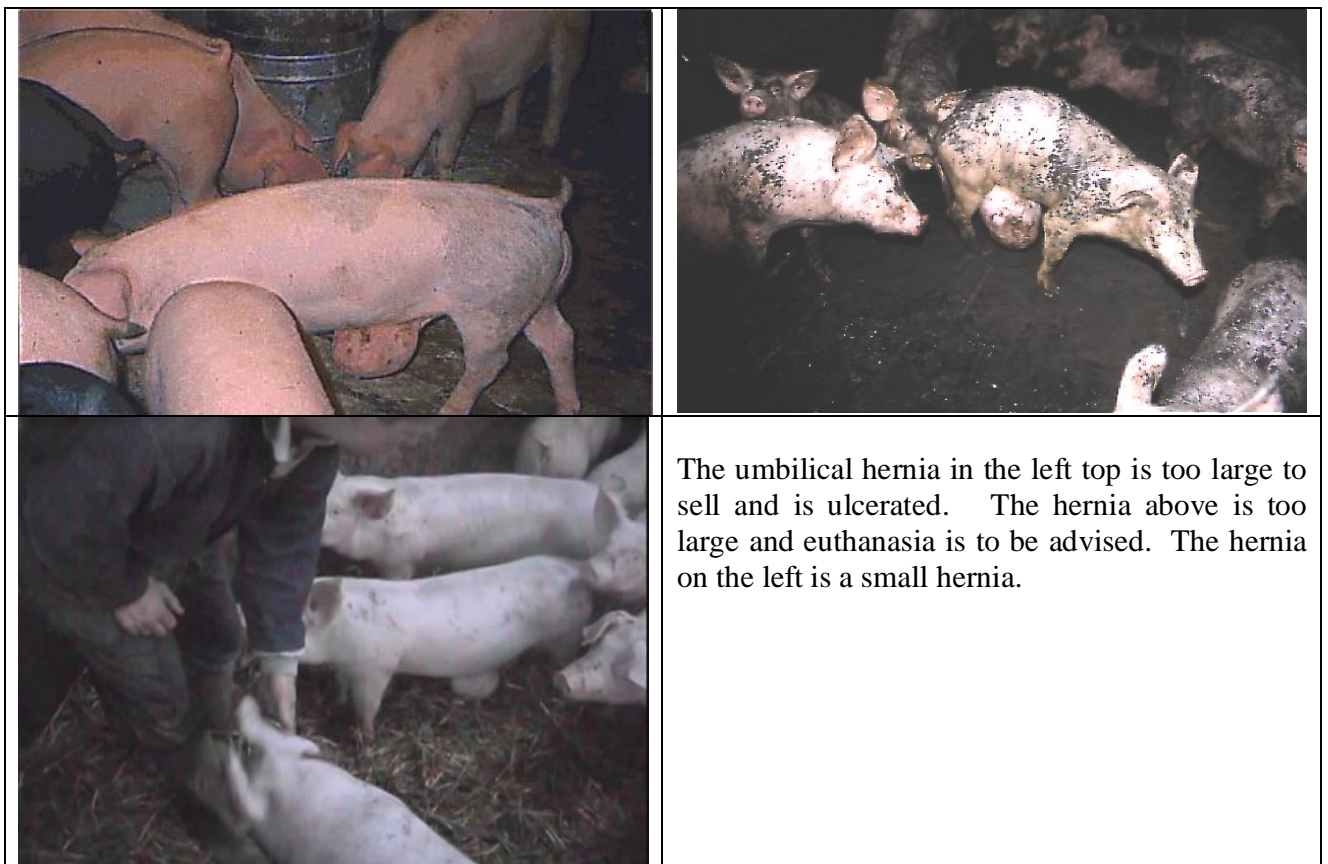 The umbilical hernia in the left top is too large to
sell and is ulcerated. The hernia above is too
large and euthanasia is to be advised. The hernia
on the left is a small hernia.